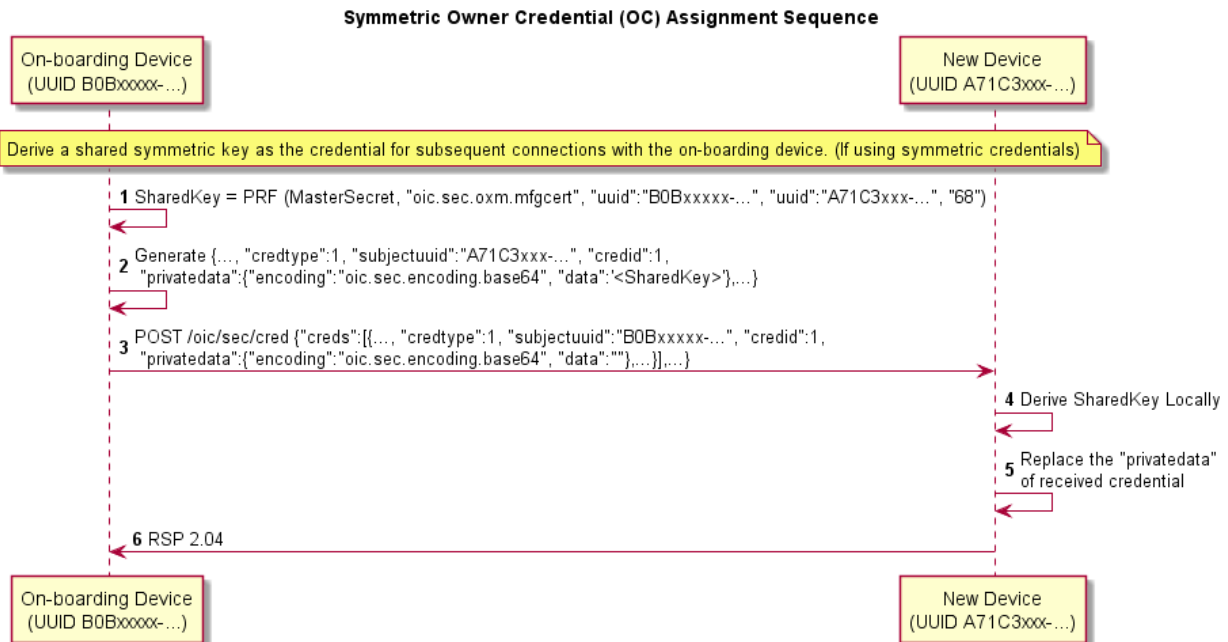 Symmetric Owner Credential (OC) Assignment Sequence
On-boarding Device
(UUID B0Bxxxxx-...)
New Device
(UUID A71C3xxx-...)
Derive a shared symmetric key as the credential for subsequent connections with the on-boarding device. (If using symmetric credentials)
1 SharedKey = PRF (MasterSecret, "oic.sec.oxm.mfgcert", "uuid":"B0Bxxxxx-...", "uuid":"A71C3xxx-...", "68")
2 Generate {..., "credtype":1, "subjectuuid":"A71C3xxx-...", "credid":1,
"privatedata":{"encoding":"oic.sec.encoding.base64", "data":'<SharedKey>'},...}
3 POST /oic/sec/cred {"creds":[{..., "credtype":1, "subjectuuid":"B0Bxxxxx-...", "credid":1,
"privatedata":{"encoding":"oic.sec.encoding.base64", "data":""},...}],...}
4 Derive SharedKey Locally
5 Replace the "privatedata"
of received credential
6 RSP 2.04
On-boarding Device
(UUID B0Bxxxxx-...)
New Device
(UUID A71C3xxx-...)